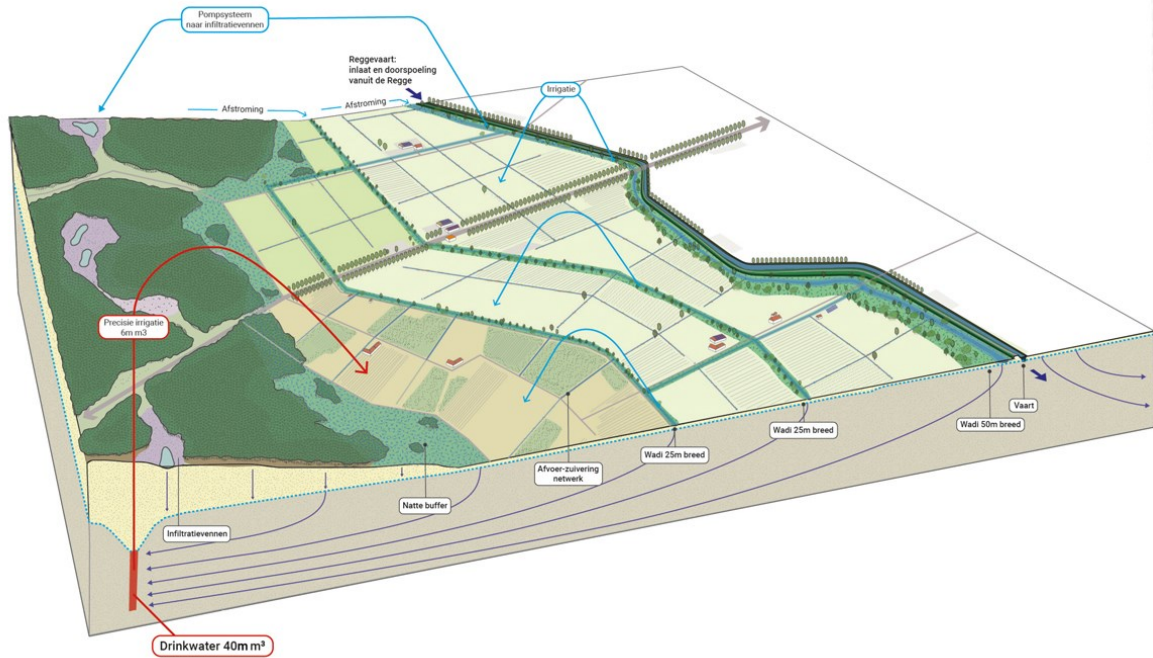 Pompsysteem
naar infiltratievennen
Reggevaart:
inlaat en doorspoeling
vanuit de Regge
Afstroming
Afstroming
Irrigatie
Precisie irrigatie
6m m3
Vaart
Wadi 50m breed
Wadi 25m breed
Wadi 25m breed
Afvoer-zuivering
netwerk
Natte buffer
Infiltratievennen
Drinkwater 40m m³